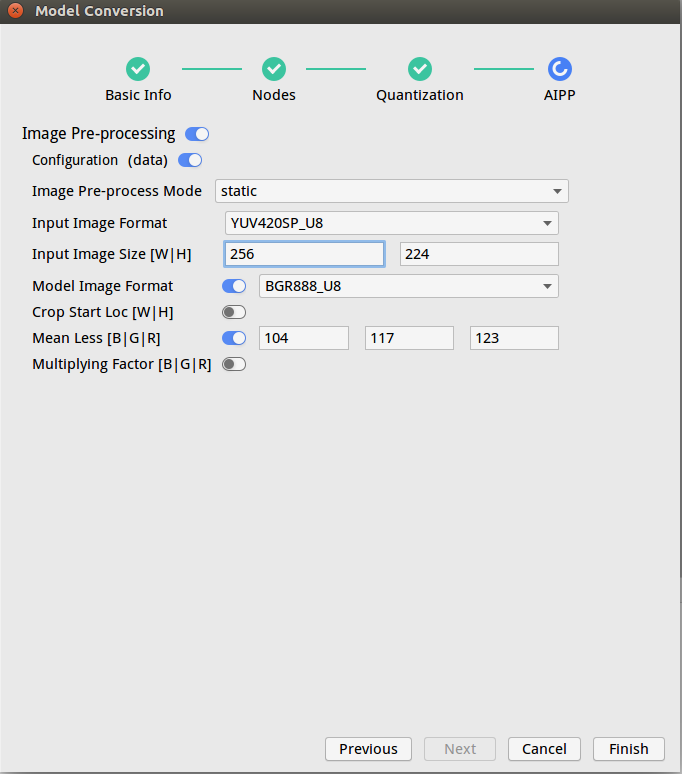 Model Conversion
Basic Info Nodes Quantization AIPP
Image Pre-processing
Configuration (data)
Image Pre-process Mode static
Input Image Format YUV420SP_U8
Input Image Size [W|H] 256 224
Model Image Format BGR888_U8
Crop Start Loc [W|H]
Mean Less [B|G|R] 104 117 123
Multiplying Factor [B|G|R]
Previous Next Cancel Finish